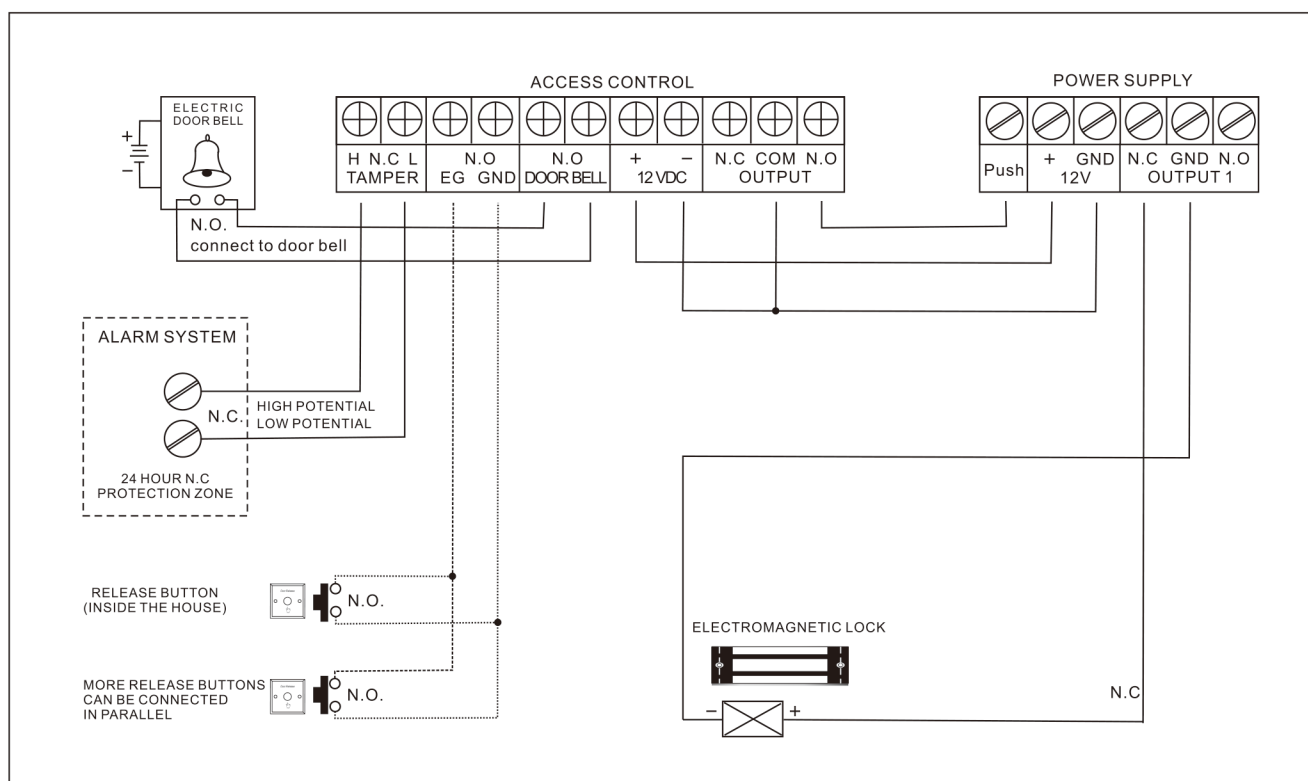 ACCESS CONTROL
POWER SUPPLY
ELECTRIC
DOOR BELL
+
−
H N.C L
TAMPER
N.O
EG GND
N.O
DOOR BELL
+ −
12 VDC
N.C COM N.O
OUTPUT
Push
+ GND
12V
N.C GND N.O
OUTPUT 1
N.O.
connect to door bell
ALARM SYSTEM
N.C.
HIGH POTENTIAL
LOW POTENTIAL
24 HOUR N.C
PROTECTION ZONE
RELEASE BUTTON
(INSIDE THE HOUSE)
N.O.
MORE RELEASE BUTTONS
CAN BE CONNECTED
IN PARALLEL
N.O.
ELECTROMAGNETIC LOCK
− +
N.C